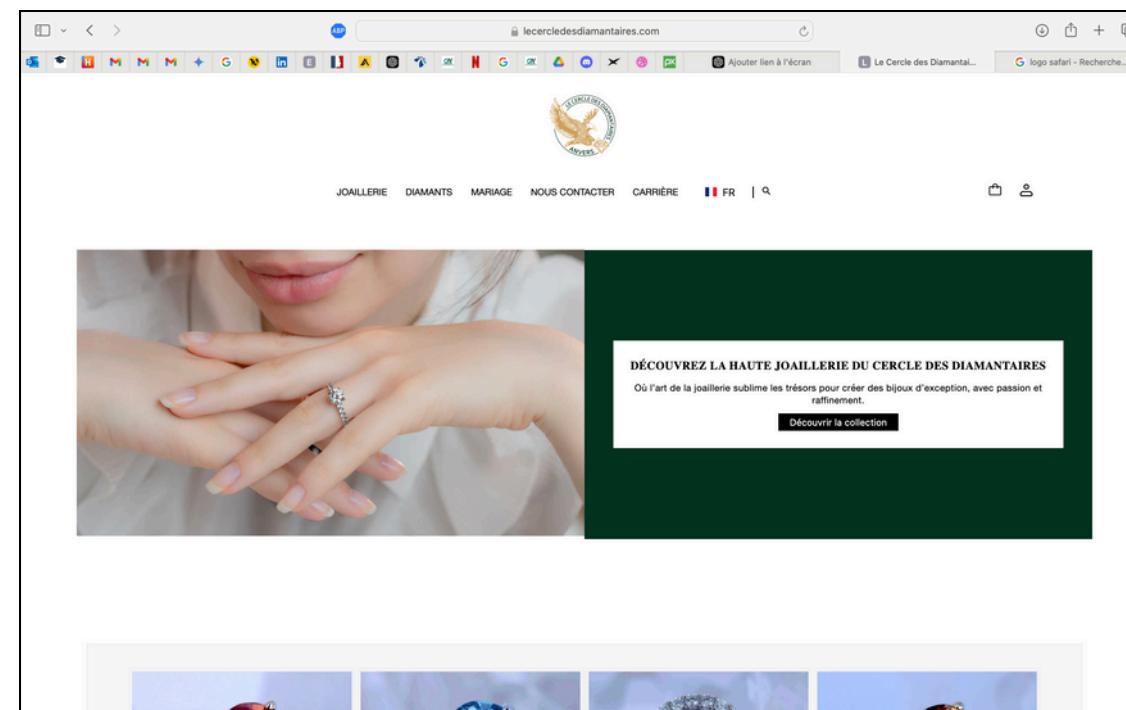 lecercledesdiamantaires.com
Ajouter lien à l'écran
L Le Cercle des Diamantai...
G logo safari - Recherche...
LE CERCLE DES DIAMANTAIRES
ANVERS
JOAILLERIE DIAMANTS MARIAGE NOUS CONTACTER CARRIÈRE FR |
DÉCOUVREZ LA HAUTE JOAILLERIE DU CERCLE DES DIAMANTAIRES
Où l'art de la joaillerie sublime les trésors pour créer des bijoux d'exception, avec passion et
raffinement.
Découvrir la collection